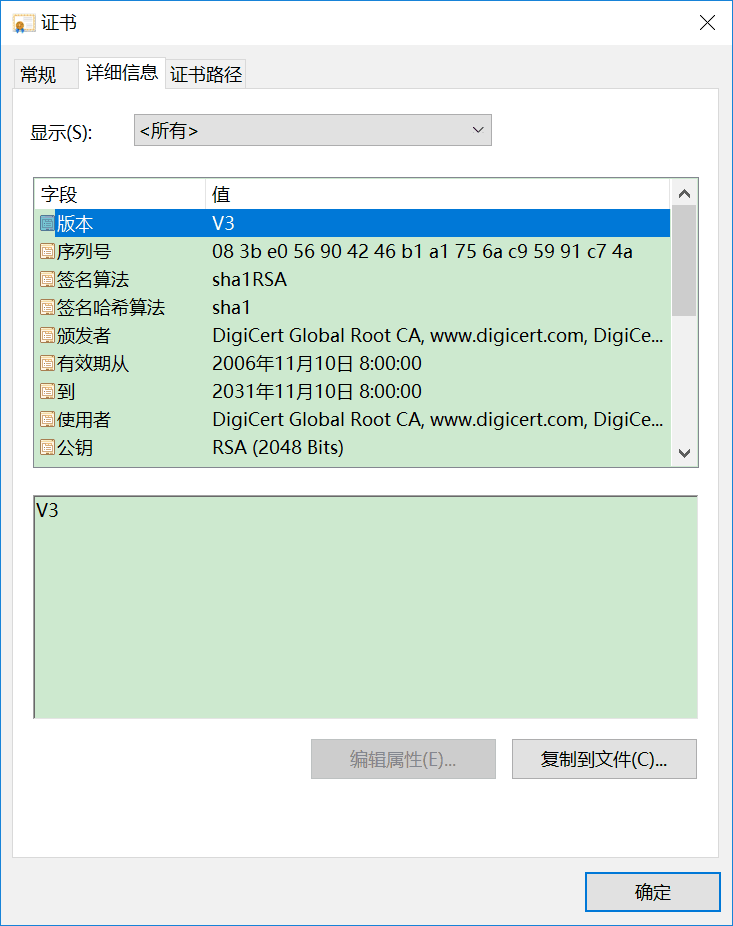 证书
常规 详细信息 证书路径
显示(S): <所有>
字段 值
版本 V3
序列号 08 3b e0 56 90 42 46 b1 a1 75 6a c9 59 91 c7 4a
签名算法 sha1RSA
签名哈希算法 sha1
颁发者 DigiCert Global Root CA, www.digicert.com, DigiCe...
有效期从 2006年11月10日 8:00:00
到 2031年11月10日 8:00:00
使用者 DigiCert Global Root CA, www.digicert.com, DigiCe...
公钥 RSA (2048 Bits)
V3
编辑属性(E)... 复制到文件(C)...
确定